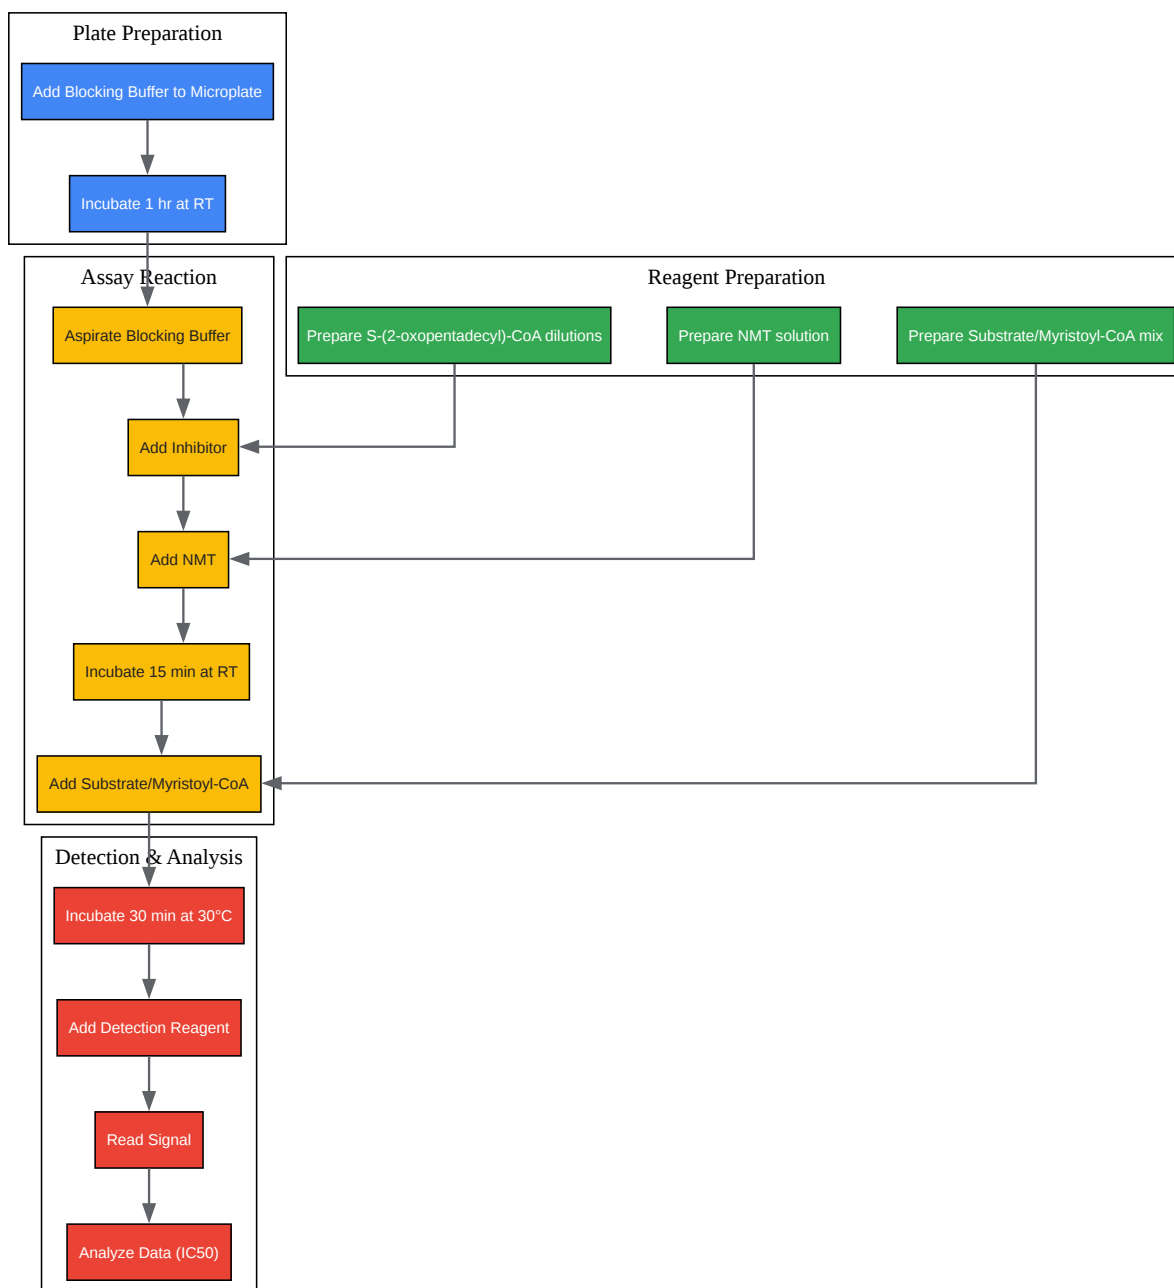 Plate Preparation
Add Blocking Buffer to Microplate
Incubate 1 hr at RT
Assay Reaction
Reagent Preparation
Aspirate Blocking Buffer
Prepare S-(2-oxopentadecyl)-CoA dilutions
Prepare NMT solution
Prepare Substrate/Myristoyl-CoA mix
Add Inhibitor
Add NMT
Incubate 15 min at RT
Add Substrate/Myristoyl-CoA
Detection & Analysis
Incubate 30 min at 30°C
Add Detection Reagent
Read Signal
Analyze Data (IC50)